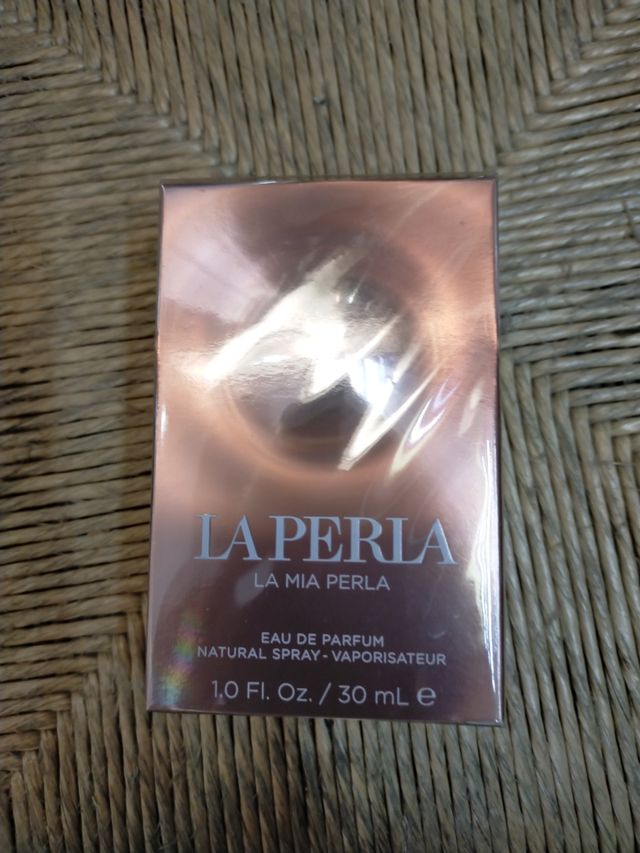 LA PERLA
LA MIA PERLA
EAU DE PARFUM
NATURAL SPRAY - VAPORISATEUR
1.0 Fl. Oz. / 30 mL ℮